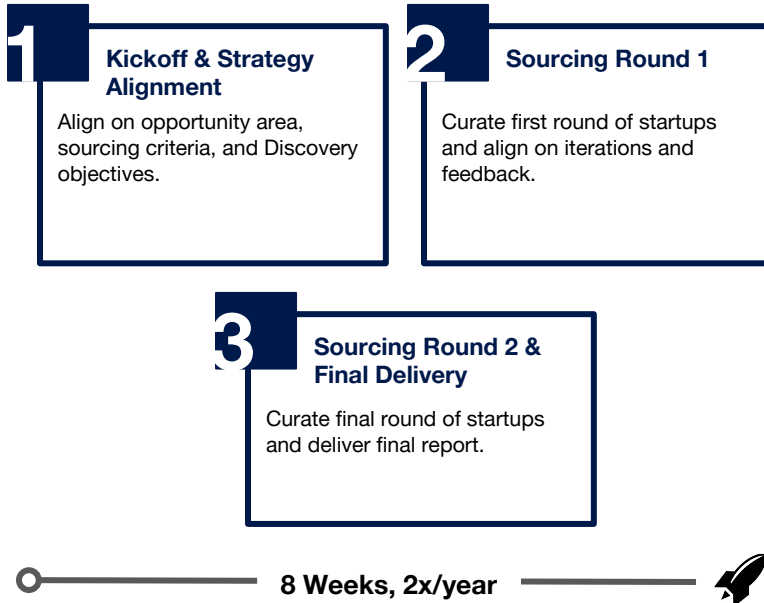 1
Kickoff & Strategy
Alignment
Align on opportunity area,
sourcing criteria, and Discovery
objectives.
2
Sourcing Round 1
Curate first round of startups
and align on iterations and
feedback.
3
Sourcing Round 2 &
Final Delivery
Curate final round of startups
and deliver final report.
8 Weeks, 2x/year